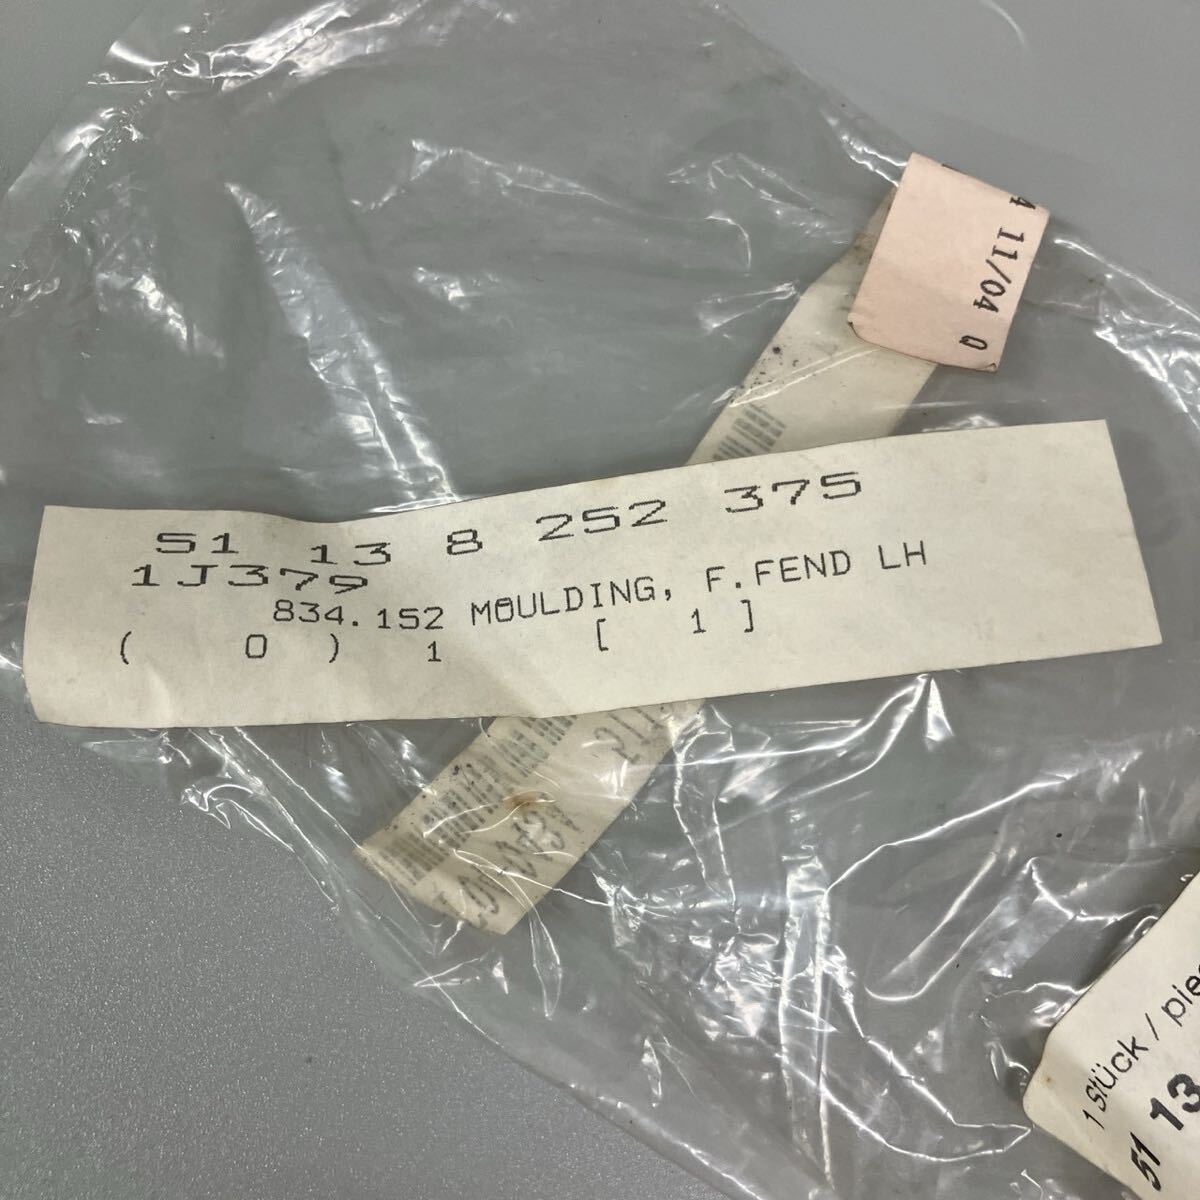 4 11/04 Q
51 13 8 252 375
1J379
834.152 MOULDING, F.FEND LH
( 0 ) 1 [ 1 ]
1 Stück /
51 13